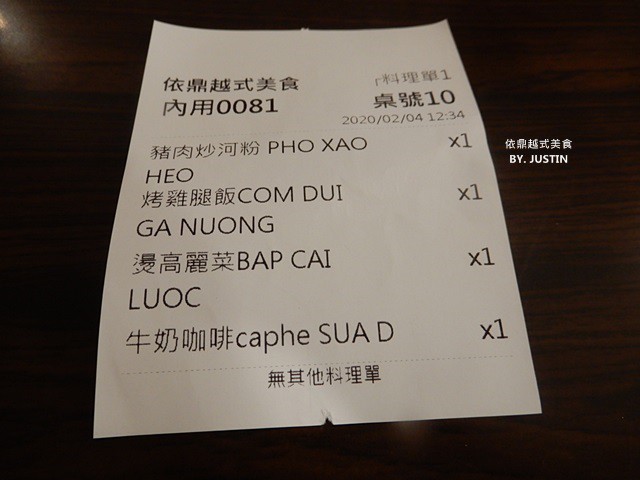 依鼎越式美食
┌料理單1
內用0081
桌號10
2020/02/04 12:34
豬肉炒河粉 PHO XAO x1
HEO
烤雞腿飯COM DUI x1
GA NUONG
燙高麗菜BAP CAI x1
LUOC
牛奶咖啡caphe SUA D x1
無其他料理單
依鼎越式美食
BY. JUSTIN